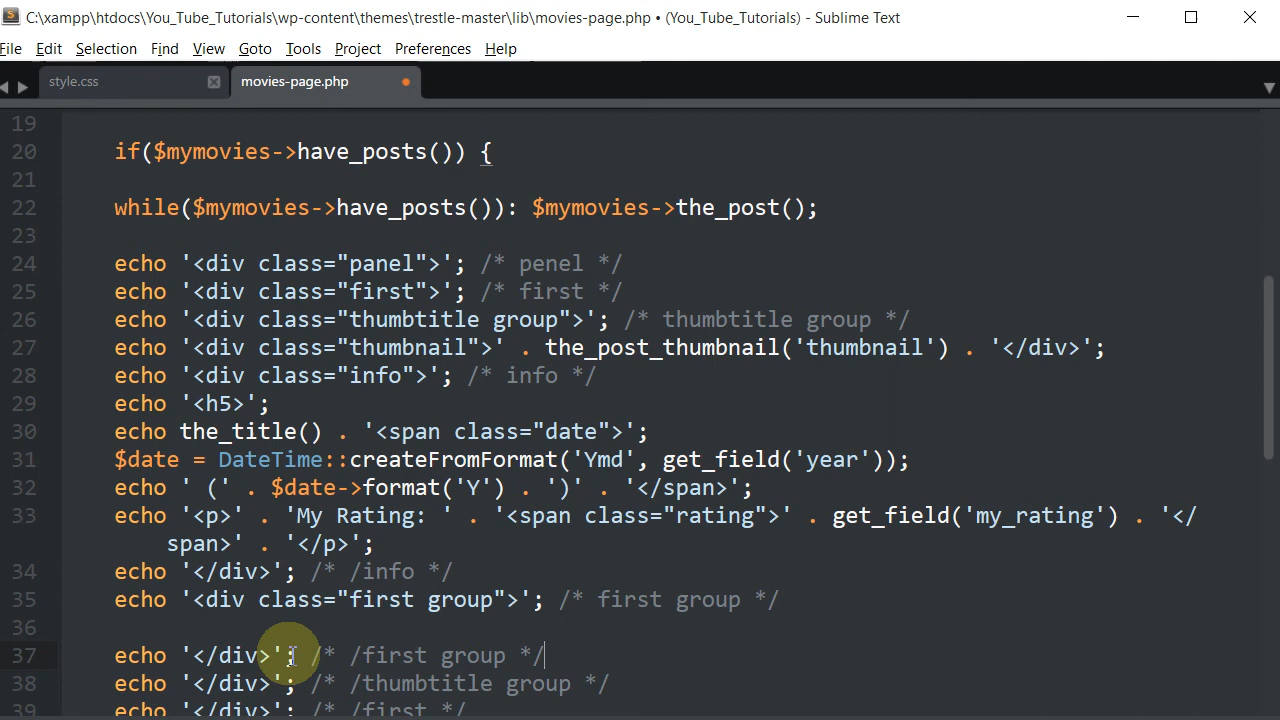 C:\xampp\htdocs\You_Tube_Tutorials\wp-content\themes\trestle-master\lib\movies-page.php • (You_Tube_Tutorials) - Sublime Text
File Edit Selection Find View Goto Tools Project Preferences Help
style.css movies-page.php
19
20 if($mymovies->have_posts()) {
21
22 while($mymovies->have_posts()): $mymovies->the_post();
23
24 echo '<div class="panel">'; /* penel */
25 echo '<div class="first">'; /* first */
26 echo '<div class="thumbtitle group">'; /* thumbtitle group */
27 echo '<div class="thumbnail">' . the_post_thumbnail('thumbnail') . '</div>';
28 echo '<div class="info">'; /* info */
29 echo '<h5>';
30 echo the_title() . '<span class="date">';
31 $date = DateTime::createFromFormat('Ymd', get_field('year'));
32 echo ' (' . $date->format('Y') . ')' . '</span>';
33 echo '<p>' . 'My Rating: ' . '<span class="rating">' . get_field('my_rating') . '</
span>' . '</p>';
34 echo '</div>'; /* /info */
35 echo '<div class="first group">'; /* first group */
36
37 echo '</div>'; /* /first group */
38 echo '</div>'; /* /thumbtitle group */
39 echo '</div>'; /* /first */